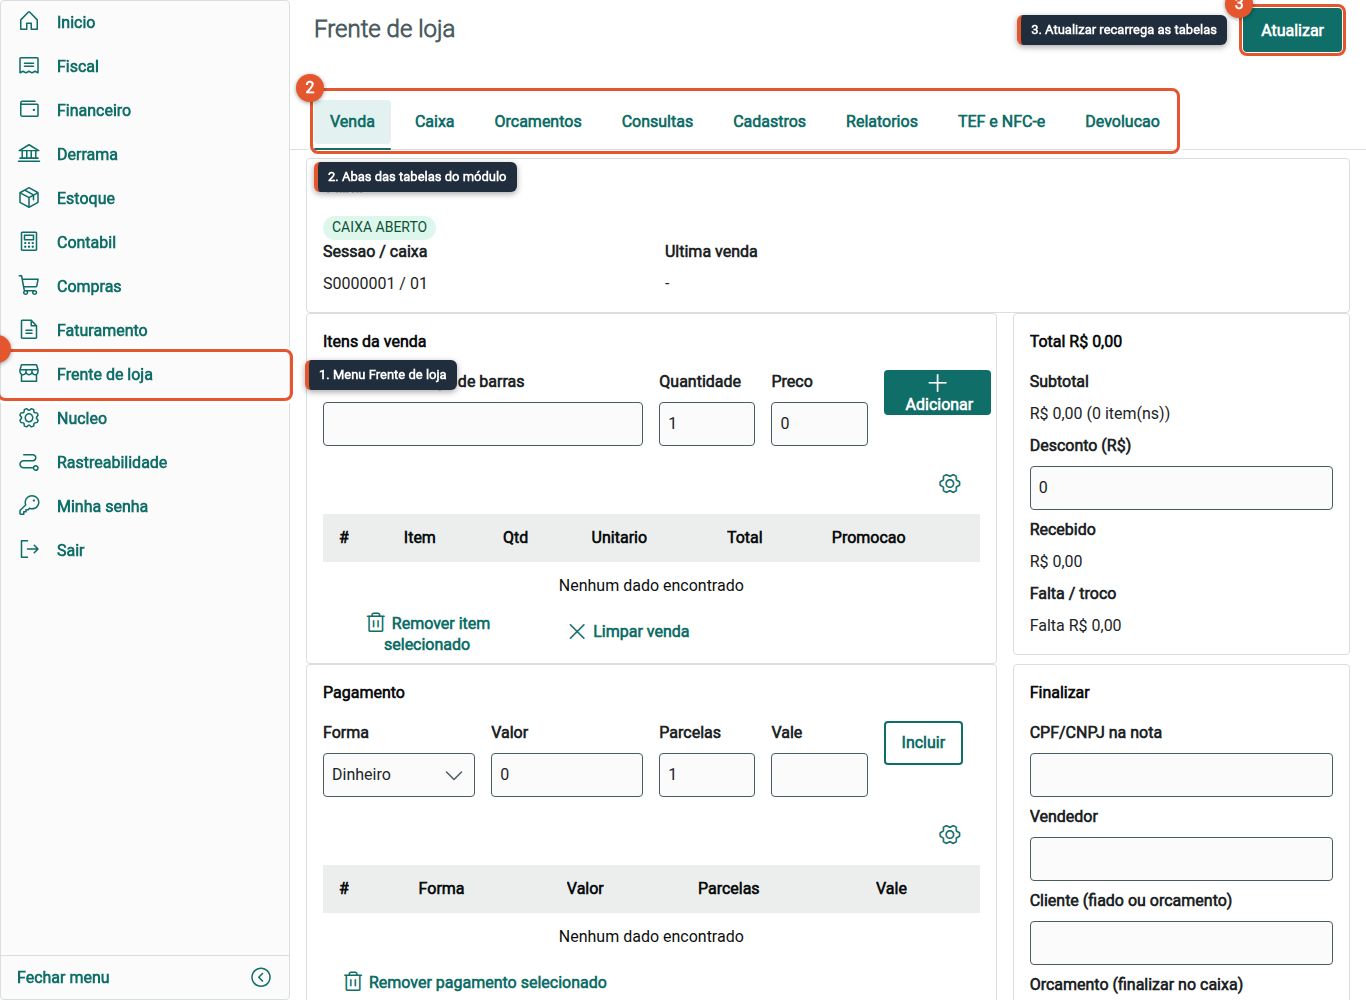 Inicio
Fiscal
Financeiro
Derrama
Estoque
Contabil
Compras
Faturamento
Frente de loja
Nucleo
Rastreabilidade
Minha senha
Sair
Fechar menu
Frente de loja
3. Atualizar recarrega as tabelas
3
Atualizar
2
Venda Caixa Orcamentos Consultas Cadastros Relatorios TEF e NFC-e Devolucao
2. Abas das tabelas do módulo
CAIXA ABERTO
Sessao / caixa Ultima venda
S0000001 / 01 -
Itens da venda
1. Menu Frente de loja
de barras Quantidade Preco
1 0
Adicionar
# Item Qtd Unitario Total Promocao
Nenhum dado encontrado
Remover item
selecionado
Limpar venda
Total R$ 0,00
Subtotal
R$ 0,00 (0 item(ns))
Desconto (R$)
0
Recebido
R$ 0,00
Falta / troco
Falta R$ 0,00
Pagamento
Forma Valor Parcelas Vale
Dinheiro 0 1
Incluir
# Forma Valor Parcelas Vale
Nenhum dado encontrado
Remover pagamento selecionado
Finalizar
CPF/CNPJ na nota
Vendedor
Cliente (fiado ou orcamento)
Orcamento (finalizar no caixa)